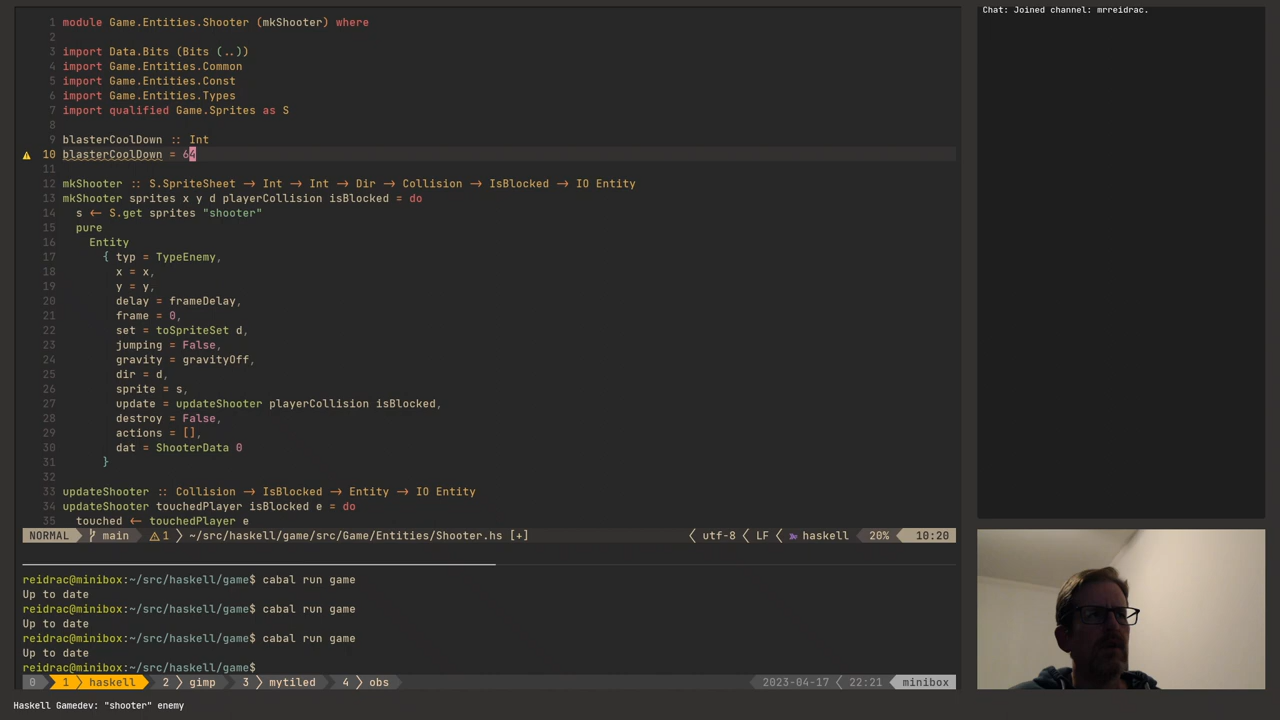 Chat: Joined channel: mrreidrac.
1 module Game.Entities.Shooter (mkShooter) where
2
3 import Data.Bits (Bits (..))
4 import Game.Entities.Common
5 import Game.Entities.Const
6 import Game.Entities.Types
7 import qualified Game.Sprites as S
8
9 blasterCoolDown :: Int
10 blasterCoolDown = 64
11
12 mkShooter :: S.SpriteSheet → Int → Int → Dir → Collision → IsBlocked → IO Entity
13 mkShooter sprites x y d playerCollision isBlocked = do
14 s ← S.get sprites "shooter"
15 pure
16 Entity
17 { typ = TypeEnemy,
18 x = x,
19 y = y,
20 delay = frameDelay,
21 frame = 0,
22 set = toSpriteSet d,
23 jumping = False,
24 gravity = gravityOff,
25 dir = d,
26 sprite = s,
27 update = updateShooter playerCollision isBlocked,
28 destroy = False,
29 actions = [],
30 dat = ShooterData 0
31 }
32
33 updateShooter :: Collision → IsBlocked → Entity → IO Entity
34 updateShooter touchedPlayer isBlocked e = do
35 touched ← touchedPlayer e
NORMAL main 1 ~/src/haskell/game/src/Game/Entities/Shooter.hs [+] utf-8 LF haskell 20% 10:20
reidrac@minibox:~/src/haskell/game$ cabal run game
Up to date
reidrac@minibox:~/src/haskell/game$ cabal run game
Up to date
reidrac@minibox:~/src/haskell/game$ cabal run game
Up to date
reidrac@minibox:~/src/haskell/game$
0 1 haskell 2 gimp 3 mytiled 4 obs 2023-04-17 22:21 minibox
Haskell Gamedev: "shooter" enemy